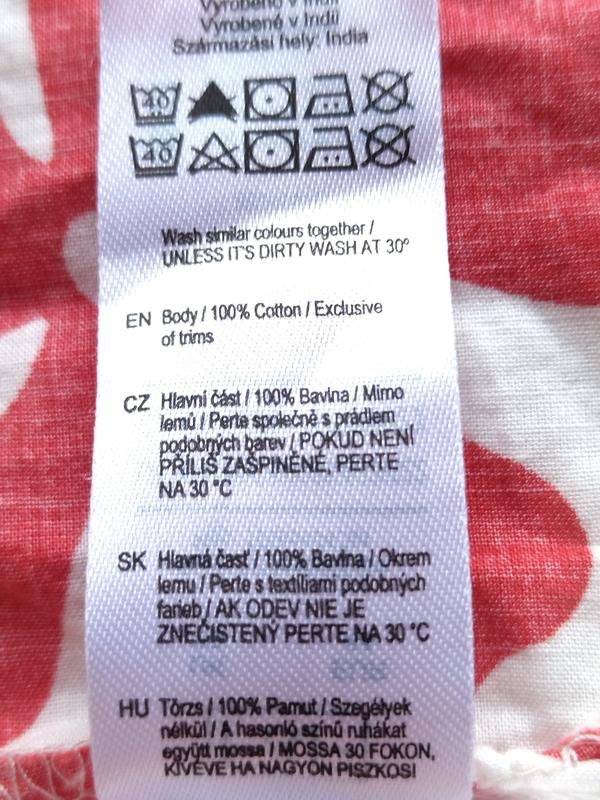 Vyrobeno v Indii
Vyrobené v Indii
Származási hely: India
40
40
Wash similar colours together /
UNLESS IT'S DIRTY WASH AT 30°
EN Body / 100% Cotton / Exclusive
of trims
CZ Hlavní část / 100% Bavlna / Mimo
lemů / Perte společně s prádlem
podobných barev / POKUD NENÍ
PŘÍLIŠ ZAŠPINĚNÉ, PERTE
NA 30 °C
SK Hlavná časť / 100% Bavlna / Okrem
lemu / Perte s textíliami podobných
farieb / AK ODEV NIE JE
ZNEČISTENÝ PERTE NA 30 °C
HU Törzs / 100% Pamut / Szegélyek
nélkül / A hasonló színű ruhákat
együtt mossa / MOSSA 30 FOKON,
KIVÉVE HA NAGYON PISZKOS!